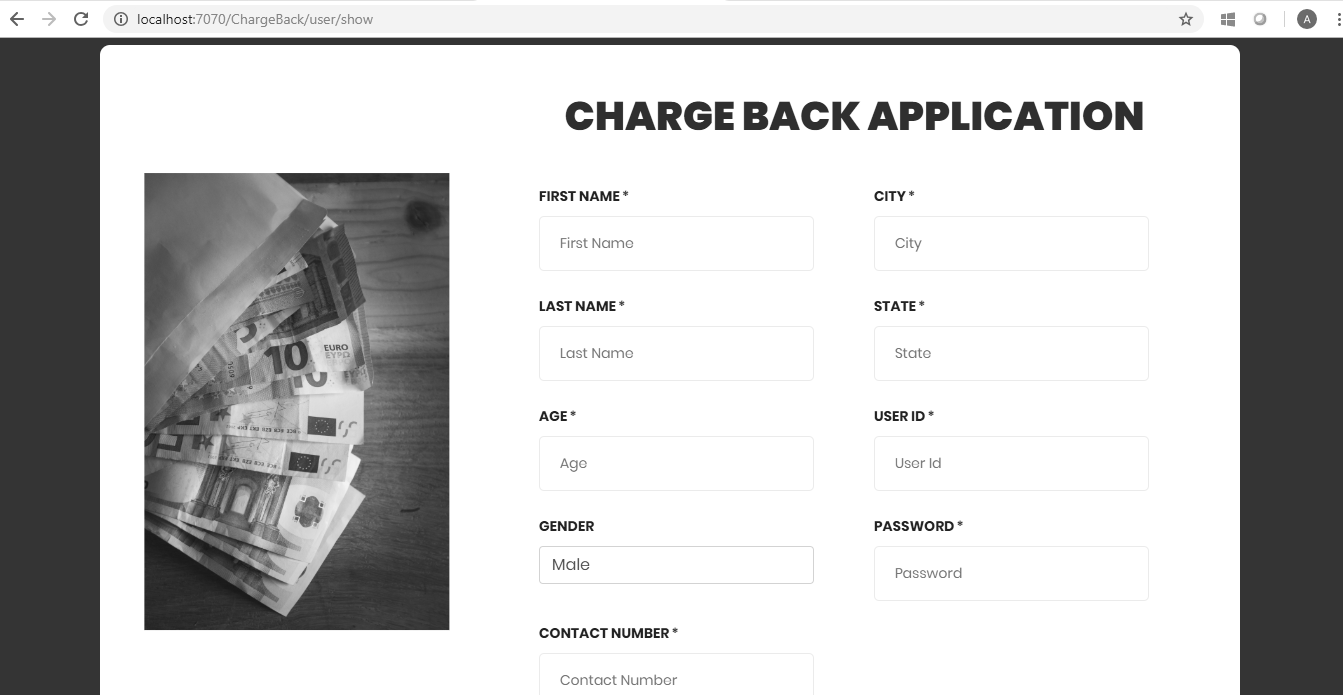 localhost:7070/ChargeBack/user/show
A
CHARGE BACK APPLICATION
EURO
ΕΥΡΩ
10
10
FIRST NAME *
First Name
LAST NAME *
Last Name
AGE *
Age
GENDER
Male
CONTACT NUMBER *
Contact Number
CITY *
City
STATE *
State
USER ID *
User Id
PASSWORD *
Password